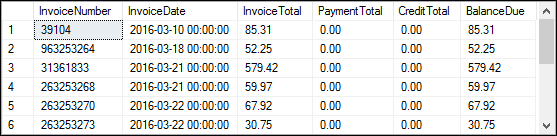 InvoiceNumber InvoiceDate InvoiceTotal PaymentTotal CreditTotal BalanceDue
1 39104 2016-03-10 00:00:00 85.31 0.00 0.00 85.31
2 963253264 2016-03-18 00:00:00 52.25 0.00 0.00 52.25
3 31361833 2016-03-21 00:00:00 579.42 0.00 0.00 579.42
4 263253268 2016-03-21 00:00:00 59.97 0.00 0.00 59.97
5 263253270 2016-03-22 00:00:00 67.92 0.00 0.00 67.92
6 263253273 2016-03-22 00:00:00 30.75 0.00 0.00 30.75